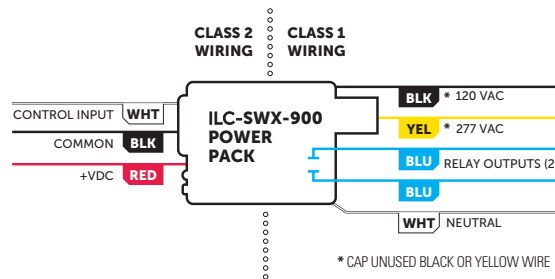 CLASS 2 WIRING
CLASS 1 WIRING
ILC-SWX-900
POWER
PACK
CONTROL INPUT WHT
COMMON BLK
+VDC RED
BLK * 120 VAC
YEL * 277 VAC
BLU RELAY OUTPUTS (2
BLU
WHT NEUTRAL
* CAP UNUSED BLACK OR YELLOW WIRE